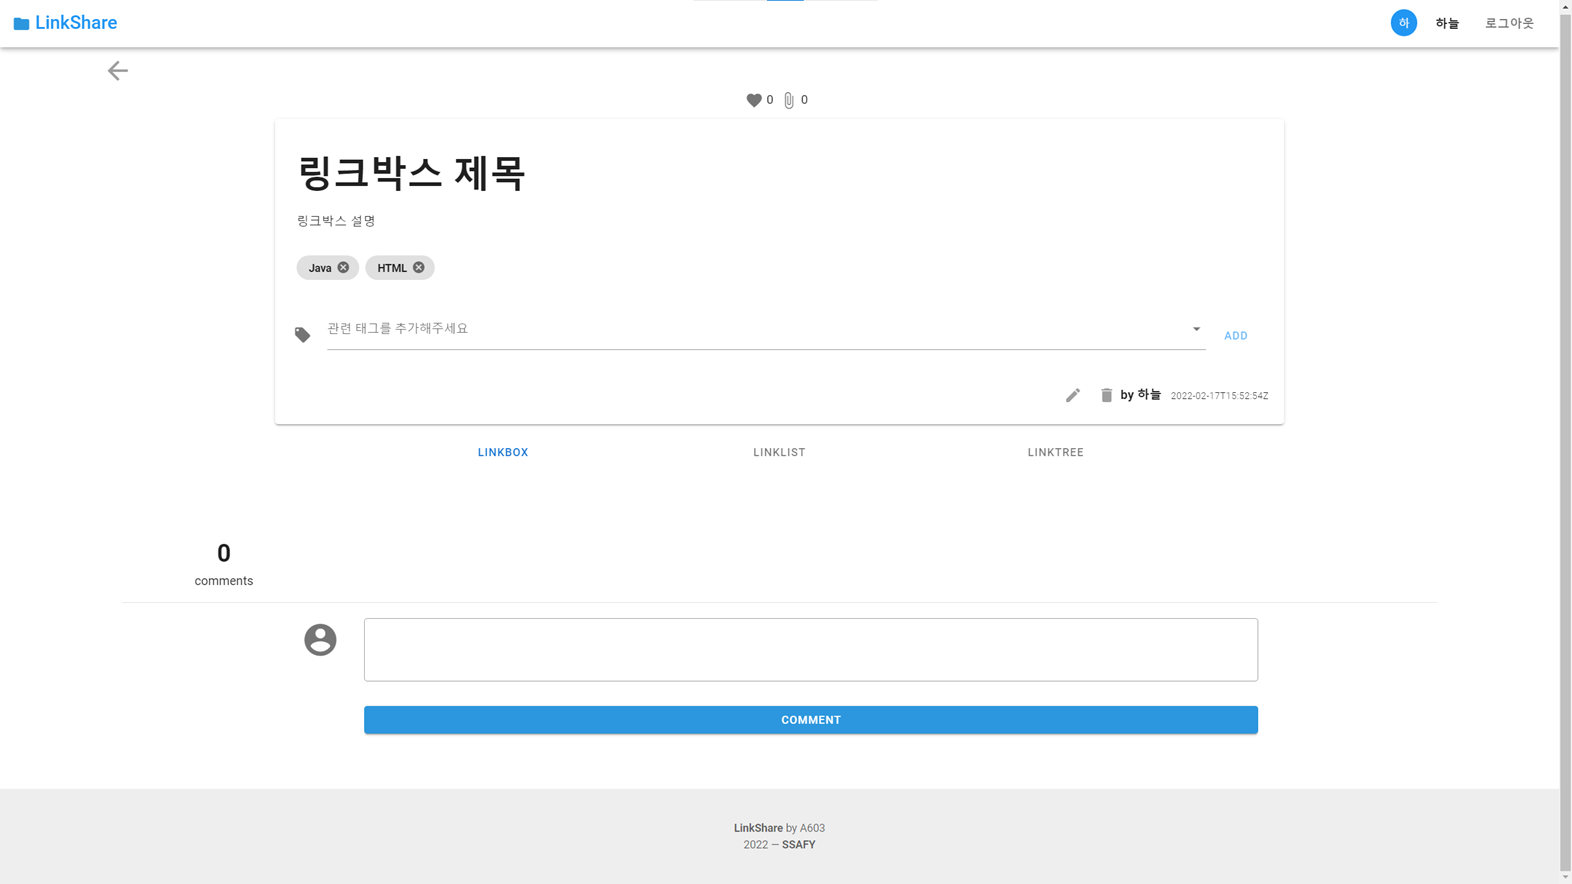 LinkShare
하 하늘 로그아웃
0 0
링크박스 제목
링크박스 설명
Java HTML
관련 태그를 추가해주세요 ADD
by 하늘 2022-02-17T15:52:54Z
LINKBOX LINKLIST LINKTREE
0
comments
COMMENT
LinkShare by A603
2022 — SSAFY